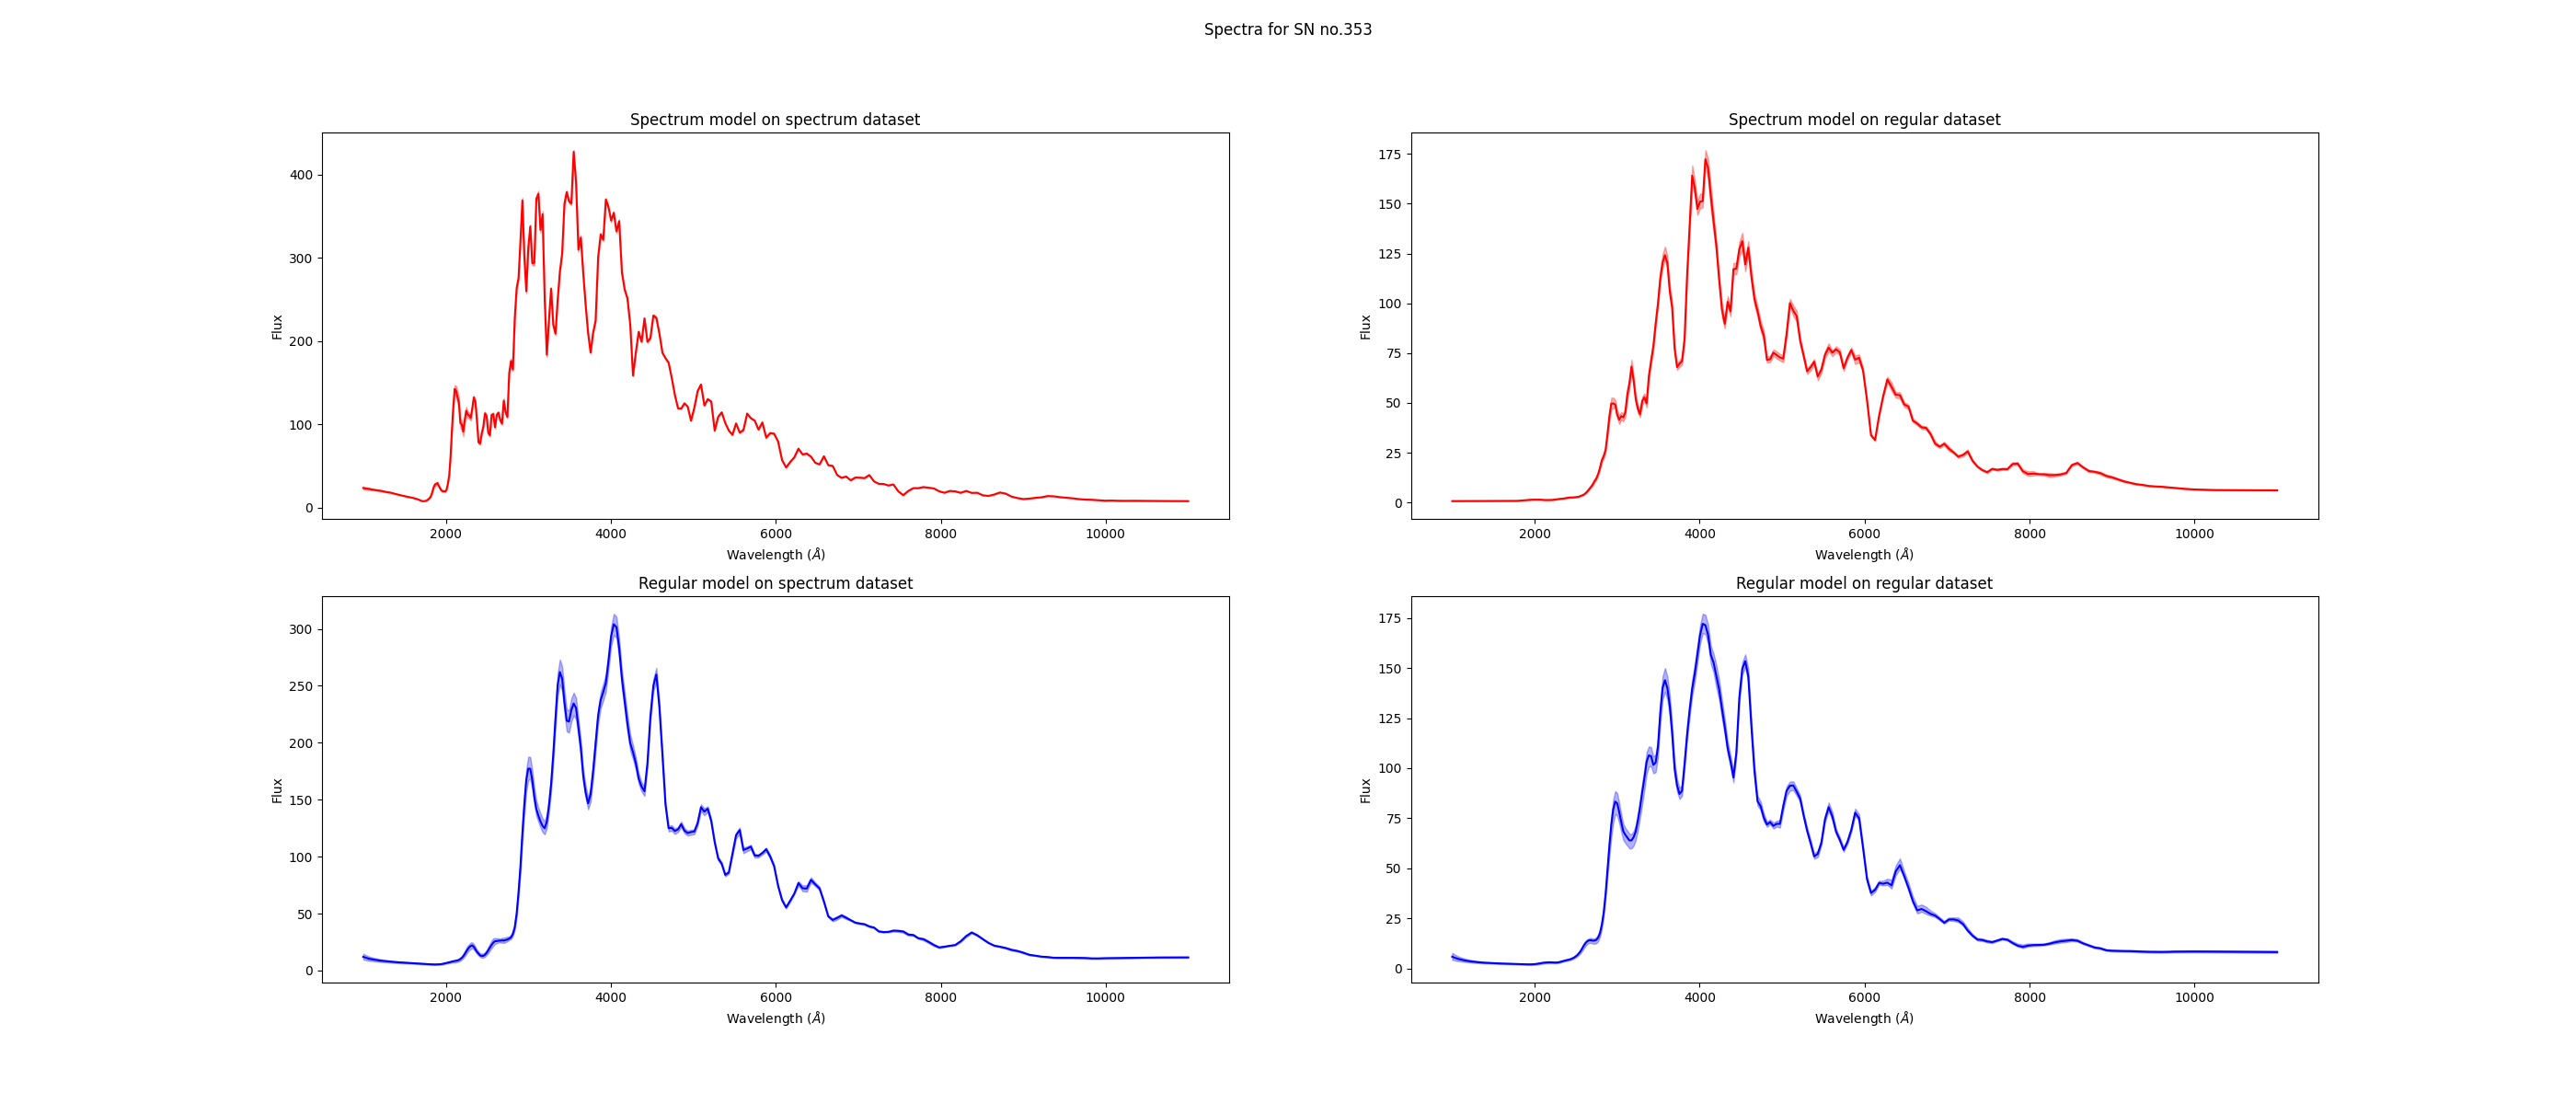 Spectra for SN no.353
Spectrum model on spectrum dataset
400
300
200
100
0
Flux
2000 4000 6000 8000 10000
Wavelength (Å)
Spectrum model on regular dataset
175
150
125
100
75
50
25
0
Flux
2000 4000 6000 8000 10000
Wavelength (Å)
Regular model on spectrum dataset
300
250
200
150
100
50
0
Flux
2000 4000 6000 8000 10000
Wavelength (Å)
Regular model on regular dataset
175
150
125
100
75
50
25
0
Flux
2000 4000 6000 8000 10000
Wavelength (Å)